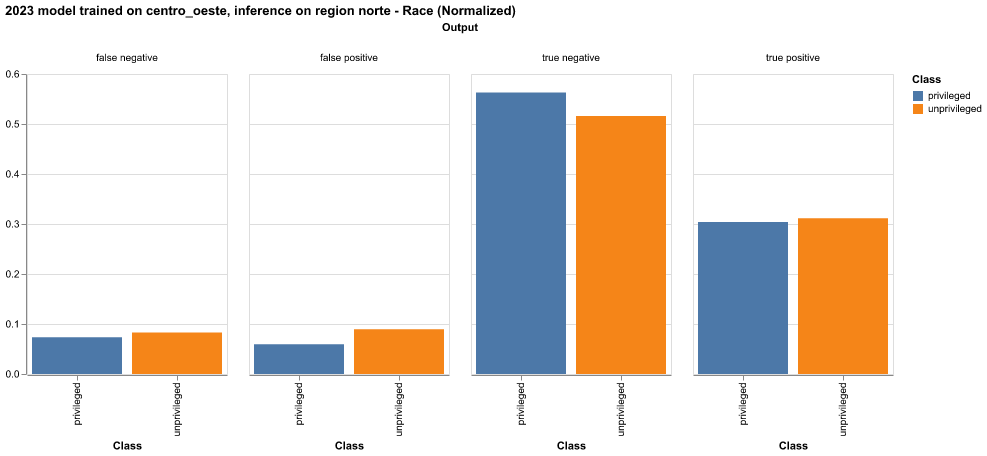 2023 model trained on centro_oeste, inference on region norte - Race (Normalized)
Output
false negative
false positive
true negative
true positive
0.6
0.5
0.4
0.3
0.2
0.1
0.0
privileged
unprivileged
privileged
unprivileged
privileged
unprivileged
privileged
unprivileged
Class
Class
Class
Class
Class
privileged
unprivileged